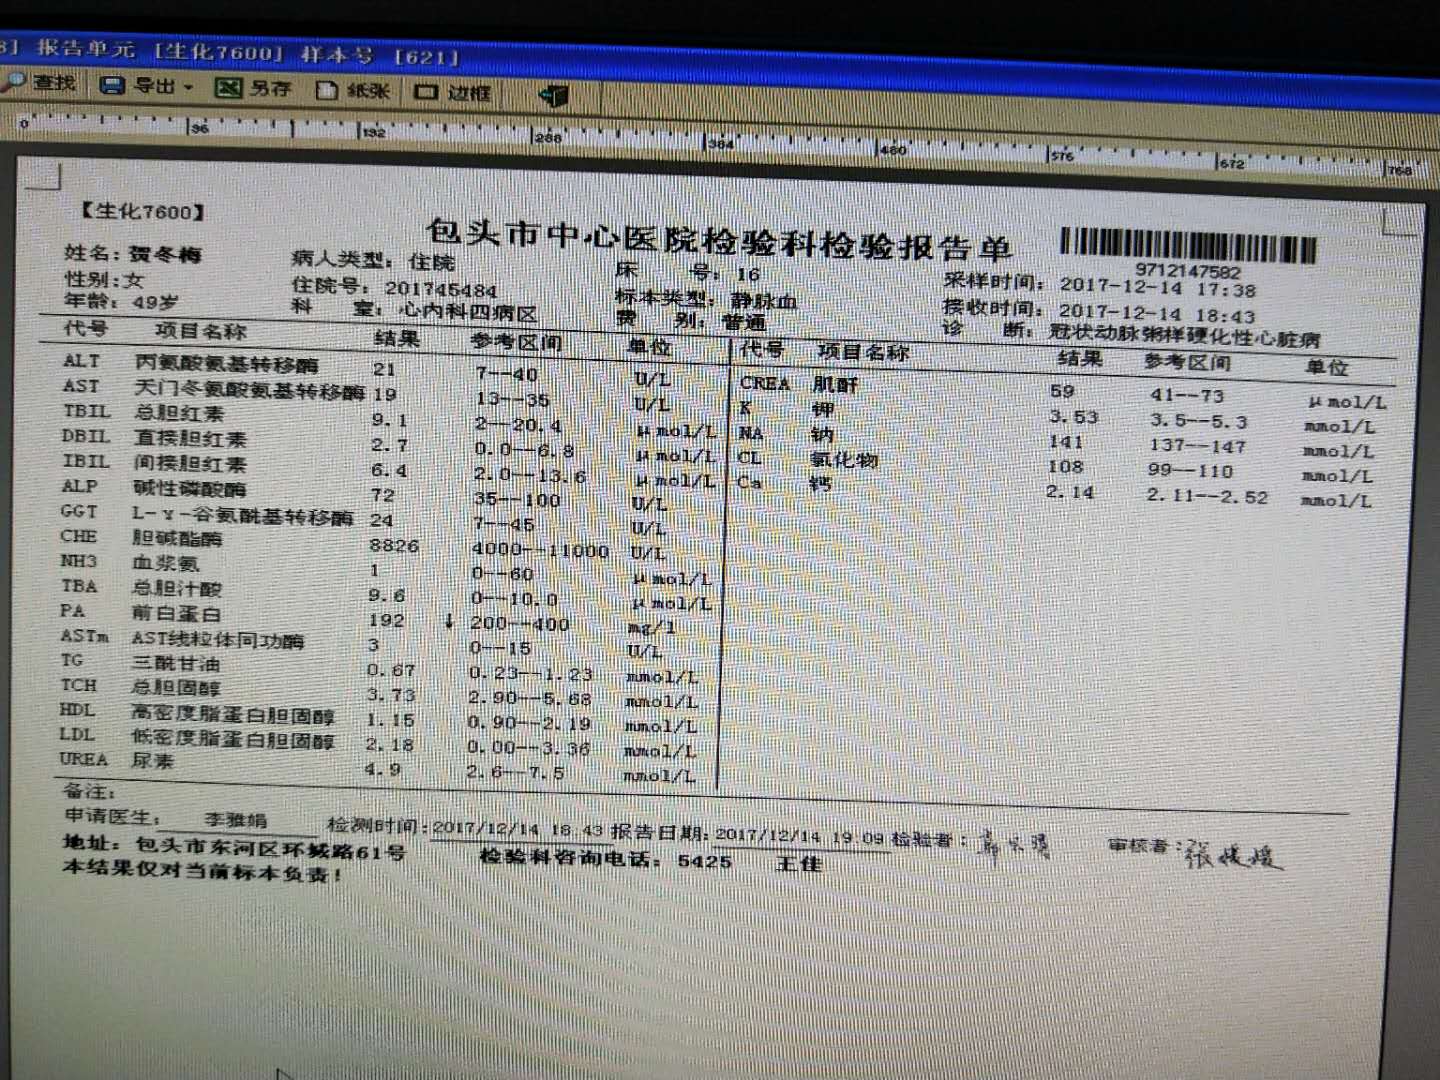 8] 报告单元 [生化7600] 样本号 [621]
查找 导出 另存 纸张 边框
0 96 192 288 384 480 576 672 768
【生化7600】
包头市中心医院检验科检验报告单
9712147582
姓名：贺冬梅 病人类型：住院 床 号：16 采样时间：2017-12-14 17:38
性别：女 住院号：201745484 标本类型：静脉血 接收时间：2017-12-14 18:43
年龄：49岁 科 室：心内科四病区 费 别：普通 诊 断：冠状动脉粥样硬化性心脏病
代号 项目名称 结果 参考区间 单位 代号 项目名称 结果 参考区间 单位
ALT 丙氨酸氨基转移酶 21 7--40 U/L CREA 肌酐 59 41--73 μmol/L
AST 天门冬氨酸氨基转移酶 19 13--35 U/L K 钾 3.53 3.5--5.3 mmol/L
TBIL 总胆红素 9.1 2--20.4 μmol/L NA 钠 141 137--147 mmol/L
DBIL 直接胆红素 2.7 0.0--6.8 μmol/L CL 氯化物 108 99--110 mmol/L
IBIL 间接胆红素 6.4 2.0--13.6 μmol/L Ca 钙 2.14 2.11--2.52 mmol/L
ALP 碱性磷酸酶 72 35--100 U/L
GGT L-γ-谷氨酰基转移酶 24 7--45 U/L
CHE 胆碱酯酶 8826 4000--11000 U/L
NH3 血浆氨 1 0--60 μmol/L
TBA 总胆汁酸 9.6 0--10.0 μmol/L
PA 前白蛋白 192 ↓ 200--400 mg/l
ASTm AST线粒体同功酶 3 0--15 U/L
TG 三酰甘油 0.67 0.23--1.23 mmol/L
TCH 总胆固醇 3.73 2.90--5.68 mmol/L
HDL 高密度脂蛋白胆固醇 1.15 0.90--2.19 mmol/L
LDL 低密度脂蛋白胆固醇 2.18 0.00--3.36 mmol/L
UREA 尿素 4.9 2.6--7.5 mmol/L
备注：
申请医生： 李雅娟 检测时间：2017/12/14 18:43 报告日期：2017/12/14 19:09 检验者： 审核者：张媛媛
地址：包头市东河区环城路61号 检验科咨询电话：5425 王佳
本结果仅对当前标本负责！